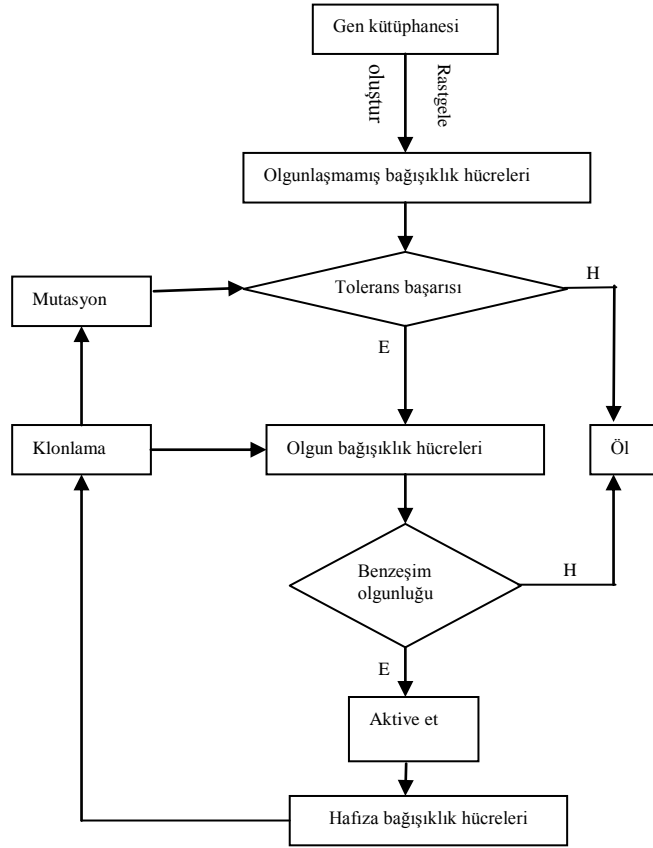 Gen kütüphanesi
Rastgele
oluştur
Olgunlaşmamış bağışıklık hücreleri
Tolerans başarısı
H
Mutasyon
E
Klonlama
Olgun bağışıklık hücreleri
Öl
Benzeşim
olgunluğu
H
E
Aktive et
Hafıza bağışıklık hücreleri